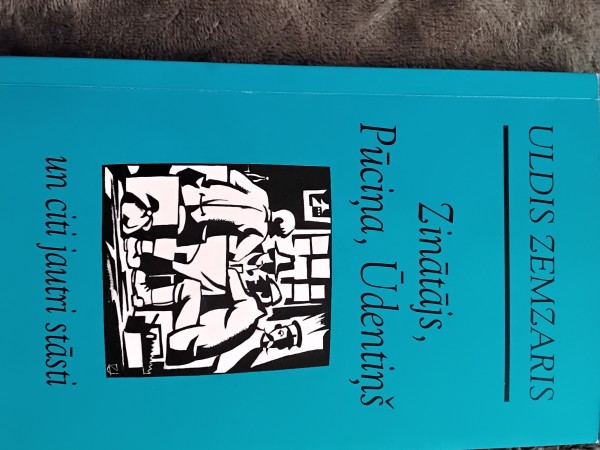 ULDIS ZEMZARIS
Zinātājs,
Pūciņa, Ūdentiņš
un citi jautri stāsti